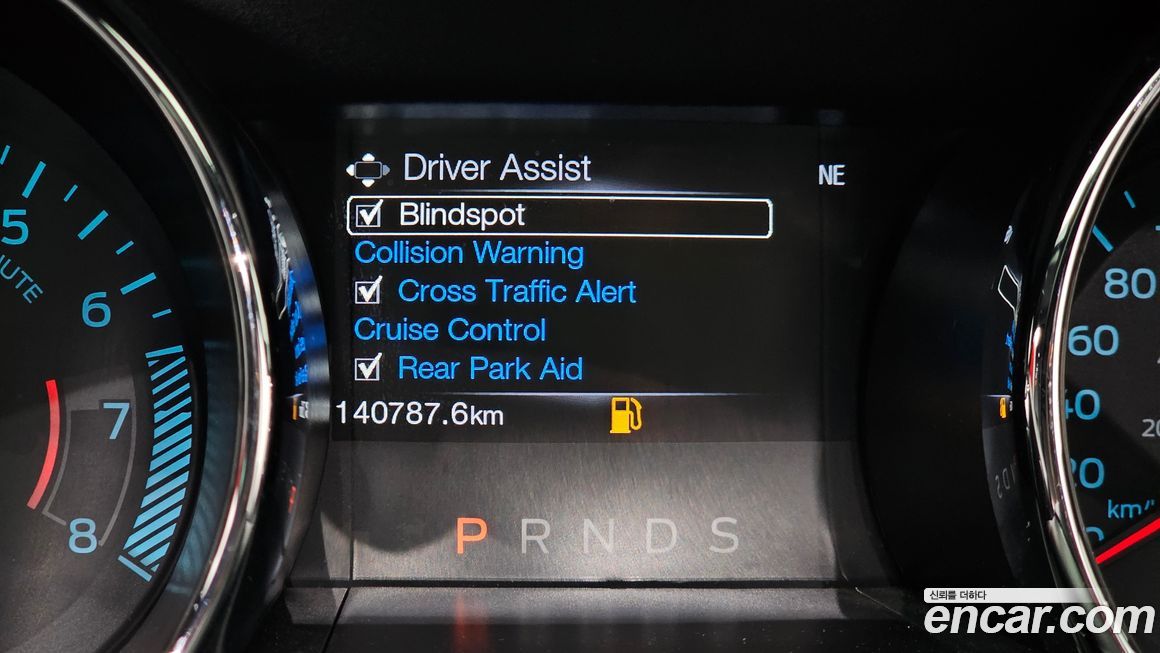 Driver Assist
NE
Blindspot
Collision Warning
Cross Traffic Alert
Cruise Control
Rear Park Aid
140787.6km
P R N D S
5
6
7
8
80
60
40
20
km/
신뢰를 더하다
encar.com